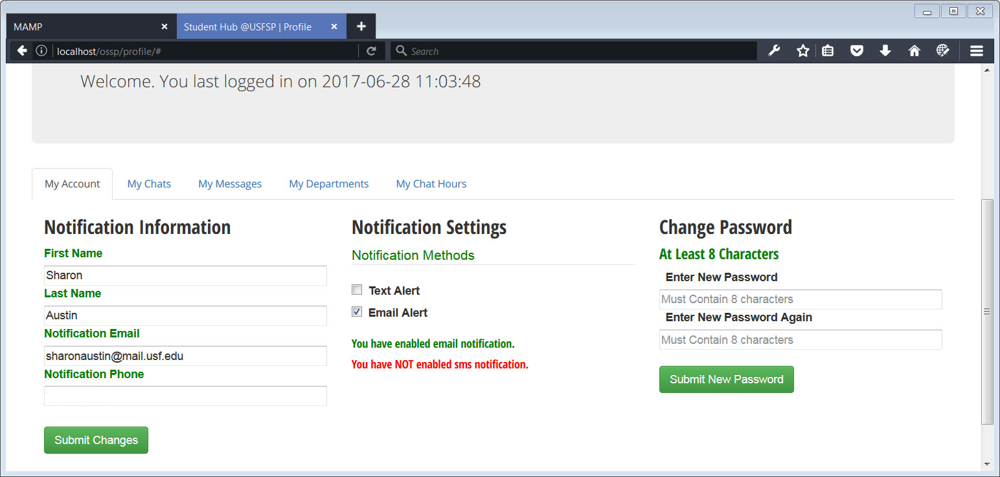 MAMP
Student Hub @USFSP | Profile
localhost/ossp/profile/#
Search
Welcome. You last logged in on 2017-06-28 11:03:48
My Account
My Chats
My Messages
My Departments
My Chat Hours
Notification Information
First Name
Sharon
Last Name
Austin
Notification Email
sharonaustin@mail.usf.edu
Notification Phone
Submit Changes
Notification Settings
Notification Methods
Text Alert
Email Alert
You have enabled email notification.
You have NOT enabled sms notification.
Change Password
At Least 8 Characters
Enter New Password
Must Contain 8 characters
Enter New Password Again
Must Contain 8 characters
Submit New Password